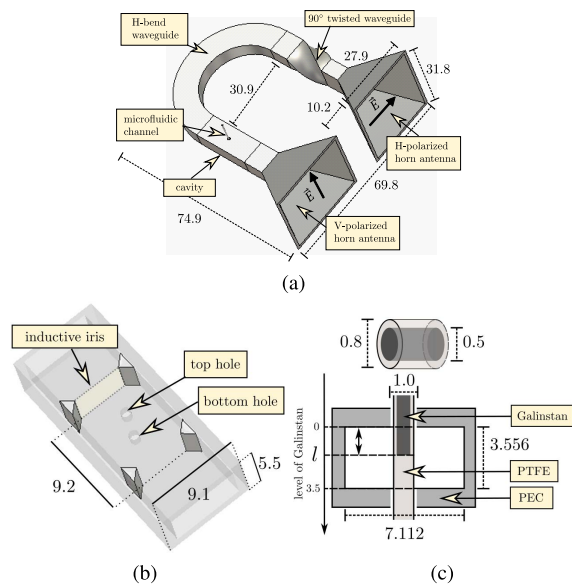 H-bend
waveguide
90° twisted waveguide
27.9
31.8
30.9
10.2
microfluidic
channel
E
H-polarized
horn antenna
cavity
E
69.8
74.9
V-polarized
horn antenna
(a)
inductive iris
top hole
bottom hole
9.2
9.1
5.5
(b)
0.8
0.5
1.0
level of Galinstan
0
l
3.5
Galinstan
3.556
PTFE
PEC
7.112
(c)